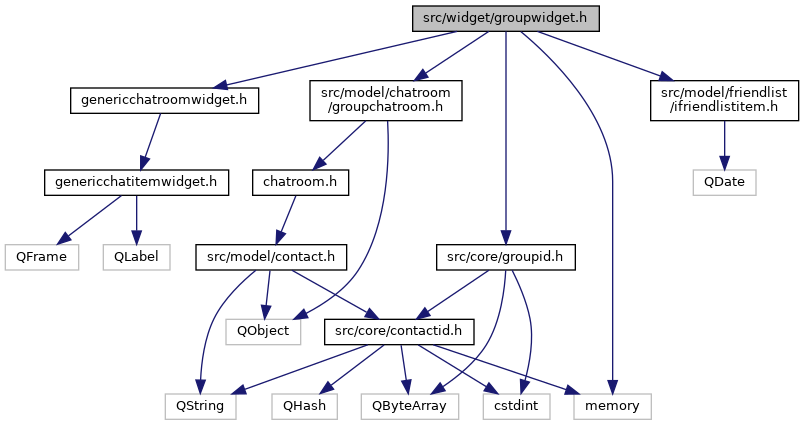 src/widget/groupwidget.h
genericchatroomwidget.h
src/model/chatroom
/groupchatroom.h
src/model/friendlist
/ifriendlistitem.h
genericchatitemwidget.h
chatroom.h
QDate
QFrame
QLabel
src/model/contact.h
src/core/groupid.h
QObject
src/core/contactid.h
QString
QHash
QByteArray
cstdint
memory